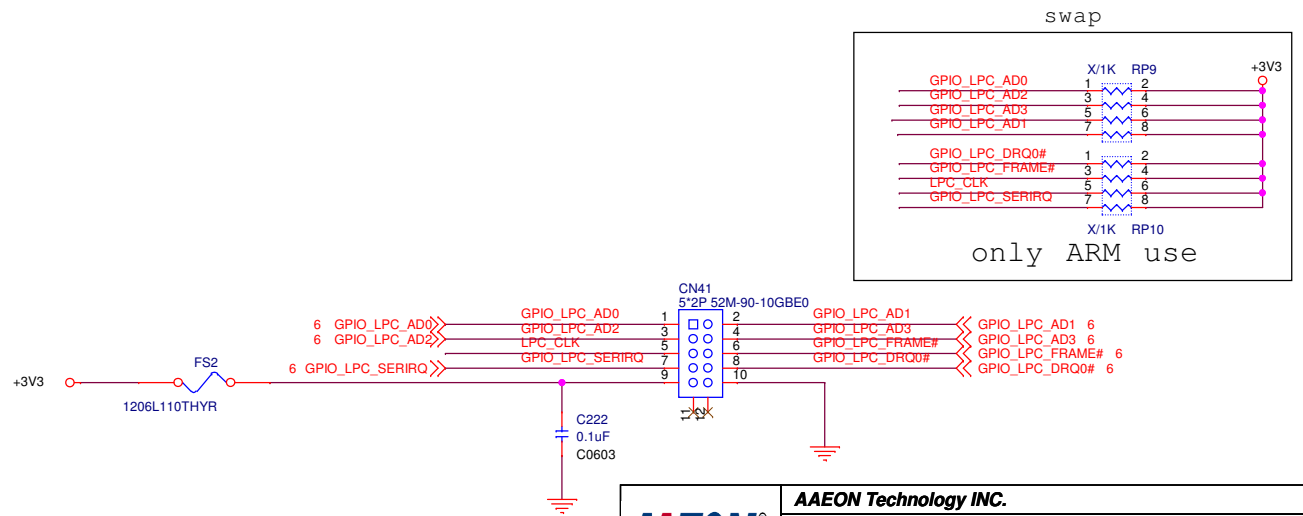 swap
X/1K RP9
+3V3
GPIO_LPC_AD0 1 2
GPIO_LPC_AD2 3 4
GPIO_LPC_AD3 5 6
GPIO_LPC_AD1 7 8
GPIO_LPC_DRQ0# 1 2
GPIO_LPC_FRAME# 3 4
LPC_CLK 5 6
GPIO_LPC_SERIRQ 7 8
X/1K RP10
only ARM use
CN41
5*2P 52M-90-10GBE0
6 GPIO_LPC_AD0 GPIO_LPC_AD0 1 2 GPIO_LPC_AD1 GPIO_LPC_AD1 6
6 GPIO_LPC_AD2 GPIO_LPC_AD2 3 4 GPIO_LPC_AD3 GPIO_LPC_AD3 6
LPC_CLK 5 6 GPIO_LPC_FRAME# GPIO_LPC_FRAME# 6
6 GPIO_LPC_SERIRQ GPIO_LPC_SERIRQ 7 8 GPIO_LPC_DRQ0# GPIO_LPC_DRQ0# 6
+3V3 FS2 9 10
1206L110THYR
11 12
C222
0.1uF
C0603
AAEON Technology INC.